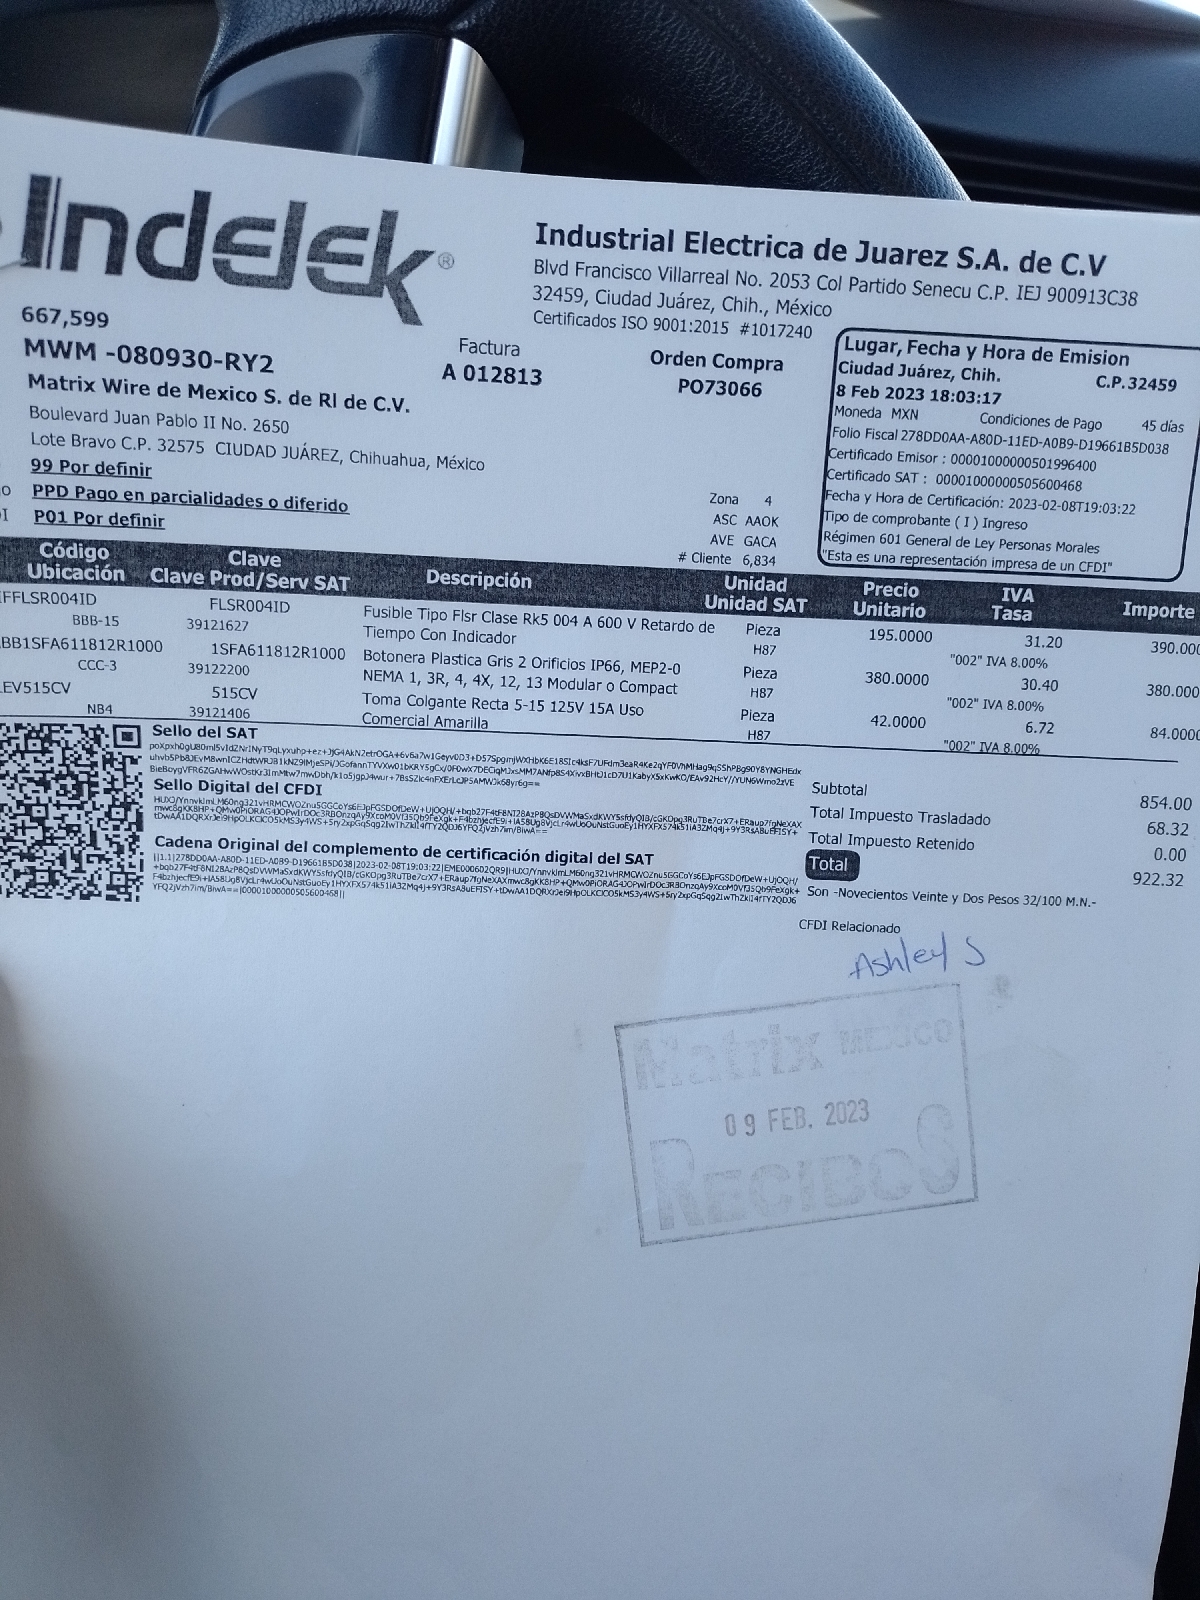 Indelek®
Industrial Electrica de Juarez S.A. de C.V
Blvd Francisco Villarreal No. 2053 Col Partido Senecu C.P. IEJ 900913C38
32459, Ciudad Juárez, Chih., México
Certificados ISO 9001:2015 #1017240
667,599
MWM -080930-RY2
Matrix Wire de Mexico S. de Rl de C.V.
Boulevard Juan Pablo II No. 2650
Lote Bravo C.P. 32575 CIUDAD JUÁREZ, Chihuahua, México
99 Por definir
PPD Pago en parcialidades o diferido
P01 Por definir
Factura
A 012813
Orden Compra
PO73066
Zona 4
ASC AAOK
AVE GACA
# Cliente 6,834
Lugar, Fecha y Hora de Emision
Ciudad Juárez, Chih. C.P. 32459
8 Feb 2023 18:03:17
Moneda MXN Condiciones de Pago 45 días
Folio Fiscal 278DD0AA-A80D-11ED-A0B9-D19661B5D038
Certificado Emisor : 00001000000501996400
Certificado SAT : 00001000000505600468
Fecha y Hora de Certificación: 2023-02-08T19:03:22
Tipo de comprobante ( I ) Ingreso
Régimen 601 General de Ley Personas Morales
"Esta es una representación impresa de un CFDI"
Código Clave Descripción Unidad Precio IVA Importe
Ubicación Clave Prod/Serv SAT Unidad SAT Unitario Tasa
FFLSR004ID FLSR004ID Fusible Tipo Flsr Clase Rk5 004 A 600 V Retardo de Pieza 195.0000 31.20 390.000
BBB-15 39121627 Tiempo Con Indicador H87 "002" IVA 8.00%
BB1SFA611812R1000 1SFA611812R1000 Botonera Plastica Gris 2 Orificios IP66, MEP2-0 Pieza 380.0000 30.40 380.000
CCC-3 39122200 NEMA 1, 3R, 4, 4X, 12, 13 Modular o Compact H87 "002" IVA 8.00%
EV515CV 515CV Toma Colgante Recta 5-15 125V 15A Uso Pieza 42.0000 6.72 84.000
NB4 39121406 Comercial Amarilla H87 "002" IVA 8.00%
Sello del SAT
Sello Digital del CFDI
Cadena Original del complemento de certificación digital del SAT
Subtotal 854.00
Total Impuesto Trasladado 68.32
Total Impuesto Retenido 0.00
Total 922.32
Son -Novecientos Veinte y Dos Pesos 32/100 M.N.-
CFDI Relacionado
Ashley S
Matrix MEXICO
09 FEB. 2023
RECIBOS